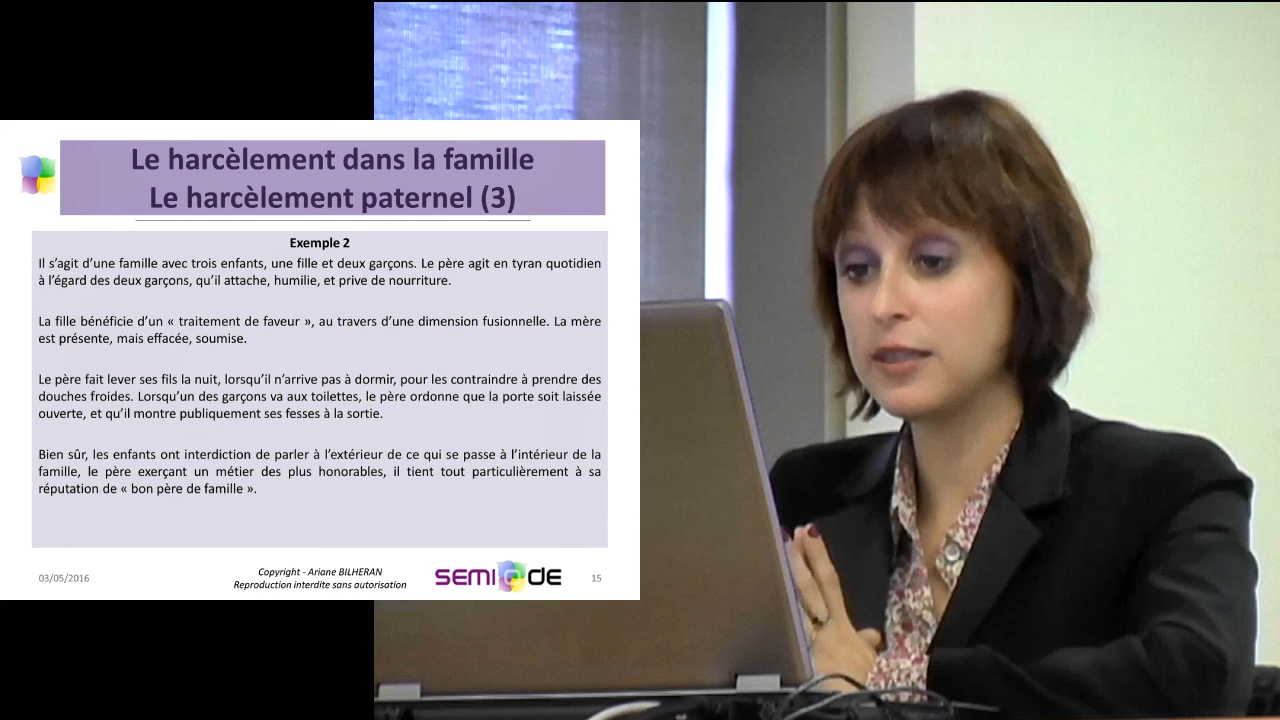 Le harcèlement dans la famille
Le harcèlement paternel (3)
Exemple 2
Il s’agit d’une famille avec trois enfants, une fille et deux garçons. Le père agit en tyran quotidien
à l’égard des deux garçons, qu’il attache, humilie, et prive de nourriture.
La fille bénéficie d’un « traitement de faveur », au travers d’une dimension fusionnelle. La mère
est présente, mais effacée, soumise.
Le père fait lever ses fils la nuit, lorsqu’il n’arrive pas à dormir, pour les contraindre à prendre des
douches froides. Lorsqu’un des garçons va aux toilettes, le père ordonne que la porte soit laissée
ouverte, et qu’il montre publiquement ses fesses à la sortie.
Bien sûr, les enfants ont interdiction de parler à l’extérieur de ce qui se passe à l’intérieur de la
famille, le père exerçant un métier des plus honorables, il tient tout particulièrement à sa
réputation de « bon père de famille ».
03/05/2016
Copyright - Ariane BILHERAN
Reproduction interdite sans autorisation
SEMIODE
15